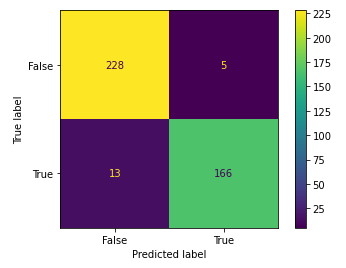 225
200
175
150
125
100
75
50
25
228
5
13
166
False
True
True label
False
True
Predicted label